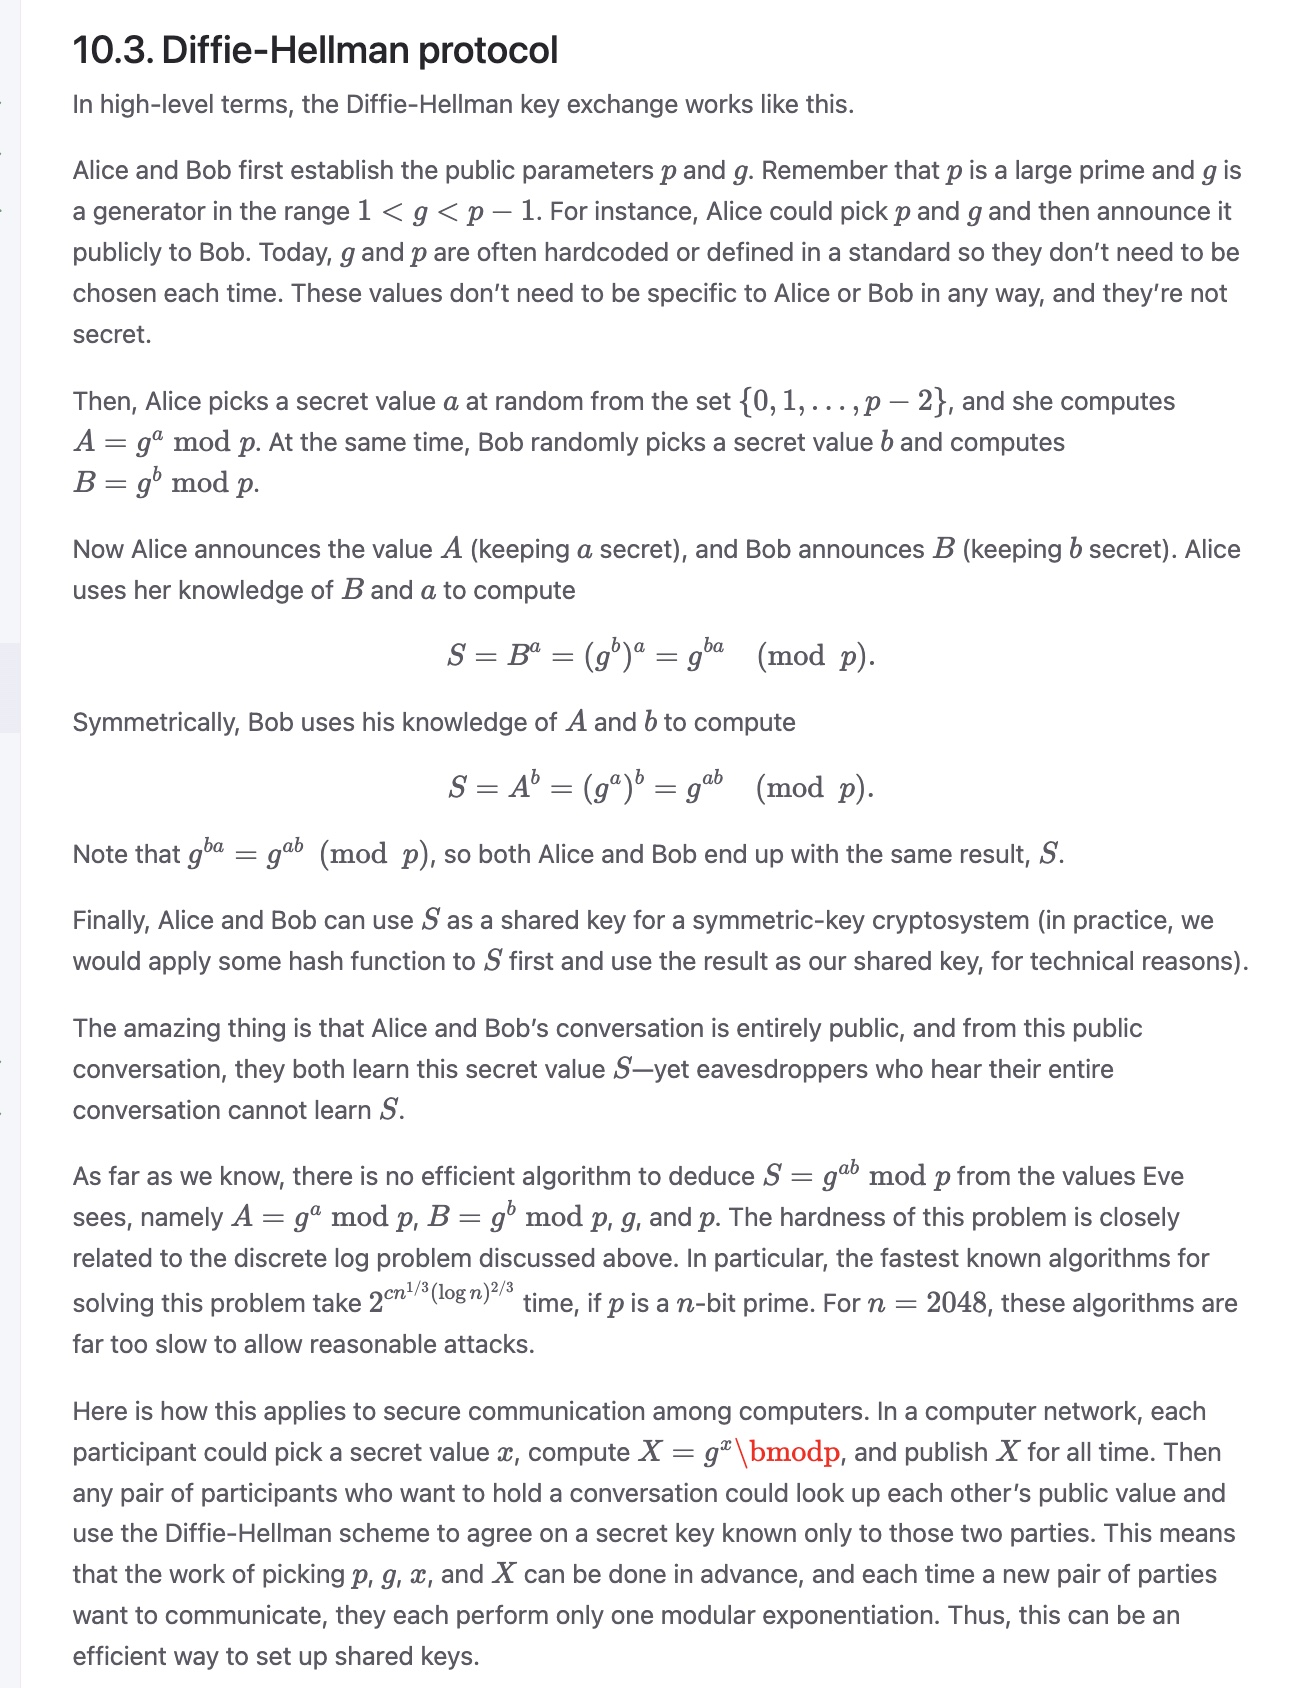 10.3. Diffie-Hellman protocol
In high-level terms, the Diffie-Hellman key exchange works like this.
Alice and Bob first establish the public parameters p and g. Remember that p is a large prime and g is
a generator in the range 1 < g < p − 1. For instance, Alice could pick p and g and then announce it
publicly to Bob. Today, g and p are often hardcoded or defined in a standard so they don’t need to be
chosen each time. These values don’t need to be specific to Alice or Bob in any way, and they’re not
secret.
Then, Alice picks a secret value a at random from the set {0, 1, . . . , p − 2}, and she computes
A = g^a mod p. At the same time, Bob randomly picks a secret value b and computes
B = g^b mod p.
Now Alice announces the value A (keeping a secret), and Bob announces B (keeping b secret). Alice
uses her knowledge of B and a to compute
S = B^a = (g^b)^a = g^{ba} (mod p).
Symmetrically, Bob uses his knowledge of A and b to compute
S = A^b = (g^a)^b = g^{ab} (mod p).
Note that g^{ba} = g^{ab} (mod p), so both Alice and Bob end up with the same result, S.
Finally, Alice and Bob can use S as a shared key for a symmetric-key cryptosystem (in practice, we
would apply some hash function to S first and use the result as our shared key, for technical reasons).
The amazing thing is that Alice and Bob’s conversation is entirely public, and from this public
conversation, they both learn this secret value S—yet eavesdroppers who hear their entire
conversation cannot learn S.
As far as we know, there is no efficient algorithm to deduce S = g^{ab} mod p from the values Eve
sees, namely A = g^a mod p, B = g^b mod p, g, and p. The hardness of this problem is closely
related to the discrete log problem discussed above. In particular, the fastest known algorithms for
solving this problem take 2^{cn^{1/3}(log n)^{2/3}} time, if p is a n-bit prime. For n = 2048, these algorithms are
far too slow to allow reasonable attacks.
Here is how this applies to secure communication among computers. In a computer network, each
participant could pick a secret value x, compute X = g^x\bmodp, and publish X for all time. Then
any pair of participants who want to hold a conversation could look up each other’s public value and
use the Diffie-Hellman scheme to agree on a secret key known only to those two parties. This means
that the work of picking p, g, x, and X can be done in advance, and each time a new pair of parties
want to communicate, they each perform only one modular exponentiation. Thus, this can be an
efficient way to set up shared keys.